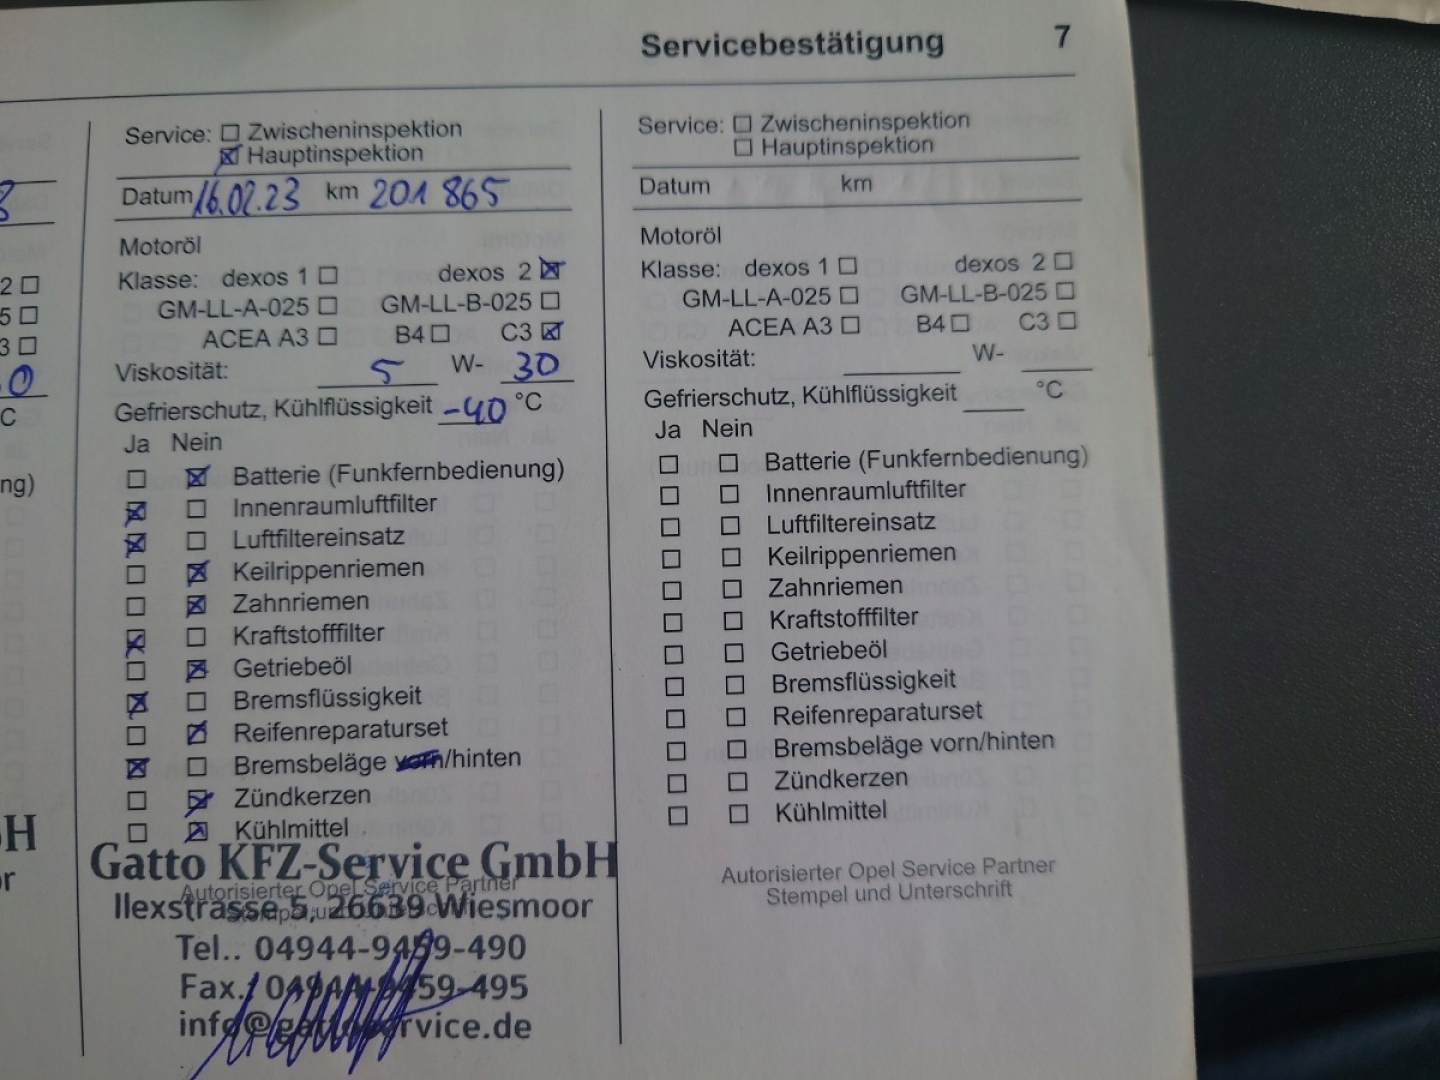 Servicebestätigung 7
Service: ☐ Zwischeninspektion
☒ Hauptinspektion
Datum 16.02.23 km 201 865
Motoröl
Klasse: dexos 1 ☐ dexos 2 ☒
GM-LL-A-025 ☐ GM-LL-B-025 ☐
ACEA A3 ☐ B4 ☐ C3 ☒
Viskosität: 5 W- 30
Gefrierschutz, Kühlflüssigkeit -40 °C
Ja Nein
☐ ☒ Batterie (Funkfernbedienung)
☒ ☐ Innenraumluftfilter
☒ ☐ Luftfiltereinsatz
☐ ☒ Keilrippenriemen
☐ ☒ Zahnriemen
☒ ☐ Kraftstofffilter
☐ ☒ Getriebeöl
☒ ☐ Bremsflüssigkeit
☐ ☒ Reifenreparaturset
☒ ☐ Bremsbeläge vorn/hinten
☐ ☒ Zündkerzen
☐ ☒ Kühlmittel
Gatto KFZ-Service GmbH
Autorisierter Opel Service Partner
Ilexstrasse 5, 26639 Wiesmoor
Tel.. 04944-9459-490
Fax. 04944-9459-495
info@gattoservice.de
Service: ☐ Zwischeninspektion
☐ Hauptinspektion
Datum km
Motoröl
Klasse: dexos 1 ☐ dexos 2 ☐
GM-LL-A-025 ☐ GM-LL-B-025 ☐
ACEA A3 ☐ B4 ☐ C3 ☐
Viskosität: W-
Gefrierschutz, Kühlflüssigkeit °C
Ja Nein
☐ ☐ Batterie (Funkfernbedienung)
☐ ☐ Innenraumluftfilter
☐ ☐ Luftfiltereinsatz
☐ ☐ Keilrippenriemen
☐ ☐ Zahnriemen
☐ ☐ Kraftstofffilter
☐ ☐ Getriebeöl
☐ ☐ Bremsflüssigkeit
☐ ☐ Reifenreparaturset
☐ ☐ Bremsbeläge vorn/hinten
☐ ☐ Zündkerzen
☐ ☐ Kühlmittel
Autorisierter Opel Service Partner
Stempel und Unterschrift